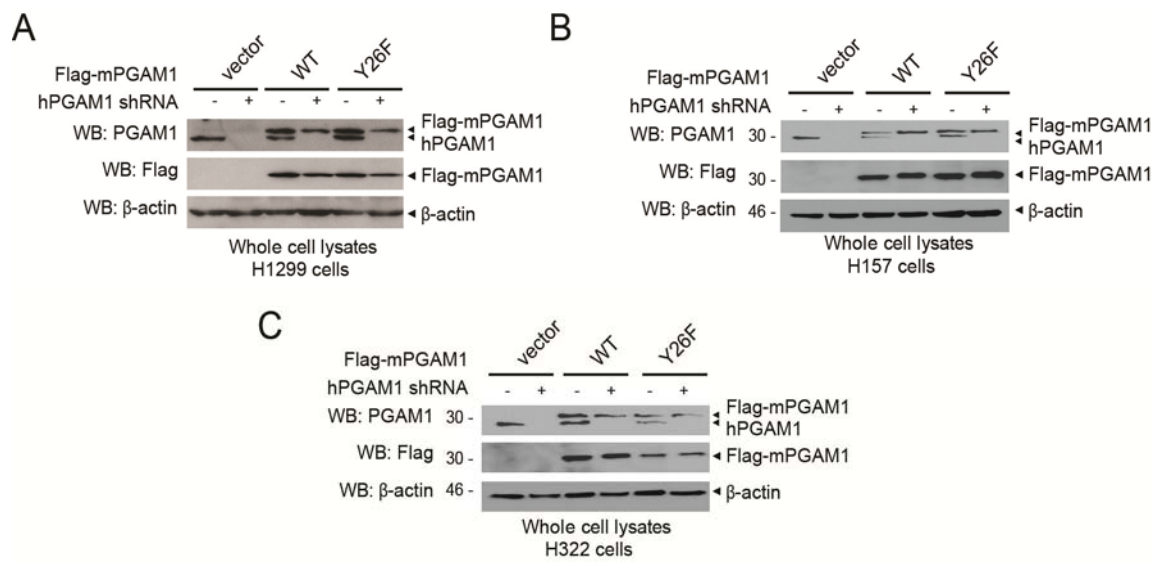 A
Flag-mPGAM1 vector WT Y26F
hPGAM1 shRNA - + - + - +
WB: PGAM1 Flag-mPGAM1
hPGAM1
WB: Flag Flag-mPGAM1
WB: β-actin β-actin
Whole cell lysates
H1299 cells
B
Flag-mPGAM1 vector WT Y26F
hPGAM1 shRNA - + - + - +
WB: PGAM1 30 - Flag-mPGAM1
hPGAM1
WB: Flag 30 - Flag-mPGAM1
WB: β-actin 46 - β-actin
Whole cell lysates
H157 cells
C
Flag-mPGAM1 vector WT Y26F
hPGAM1 shRNA - + - + - +
WB: PGAM1 30 - Flag-mPGAM1
hPGAM1
WB: Flag 30 - Flag-mPGAM1
WB: β-actin 46 - β-actin
Whole cell lysates
H322 cells